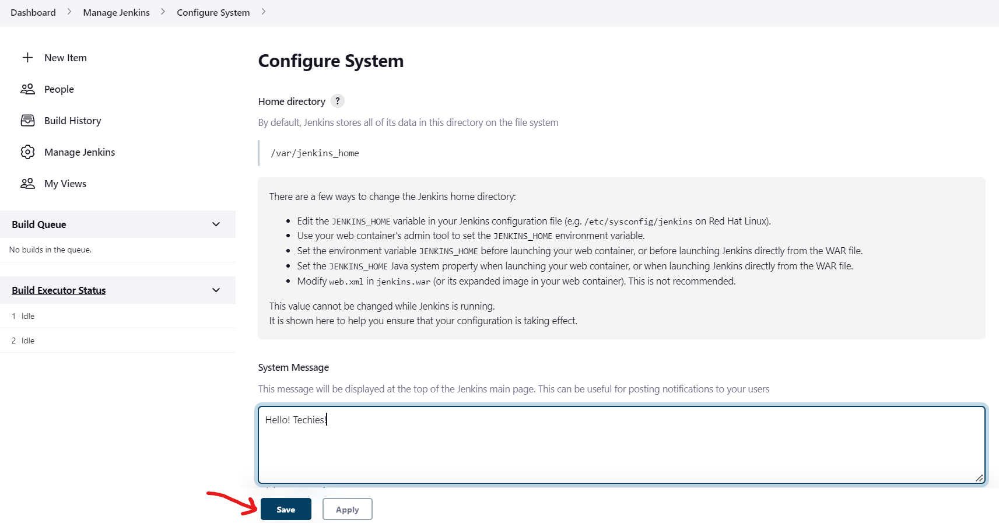 Dashboard > Manage Jenkins > Configure System >
New Item
People
Build History
Manage Jenkins
My Views
Build Queue
No builds in the queue.
Build Executor Status
1 Idle
2 Idle
Configure System
Home directory ?
By default, Jenkins stores all of its data in this directory on the file system
/var/jenkins_home
There are a few ways to change the Jenkins home directory:
• Edit the JENKINS_HOME variable in your Jenkins configuration file (e.g. /etc/sysconfig/jenkins on Red Hat Linux).
• Use your web container's admin tool to set the JENKINS_HOME environment variable.
• Set the environment variable JENKINS_HOME before launching your web container, or before launching Jenkins directly from the WAR file.
• Set the JENKINS_HOME Java system property when launching your web container, or when launching Jenkins directly from the WAR file.
• Modify web.xml in jenkins.war (or its expanded image in your web container). This is not recommended.
This value cannot be changed while Jenkins is running.
It is shown here to help you ensure that your configuration is taking effect.
System Message
This message will be displayed at the top of the Jenkins main page. This can be useful for posting notifications to your users
Hello! Techies!
Save Apply